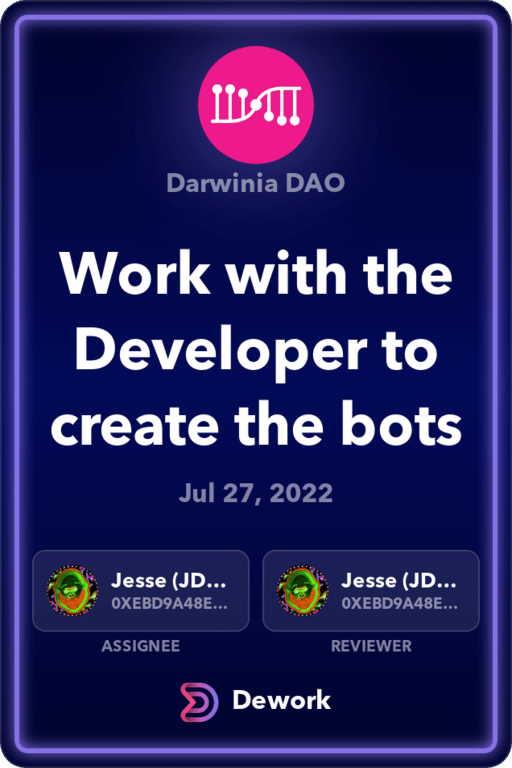 Darwinia DAO
Work with the
Developer to
create the bots
Jul 27, 2022
Jesse (JD...
0XEBD9A48E...
ASSIGNEE
Jesse (JD...
0XEBD9A48E...
REVIEWER
Dework